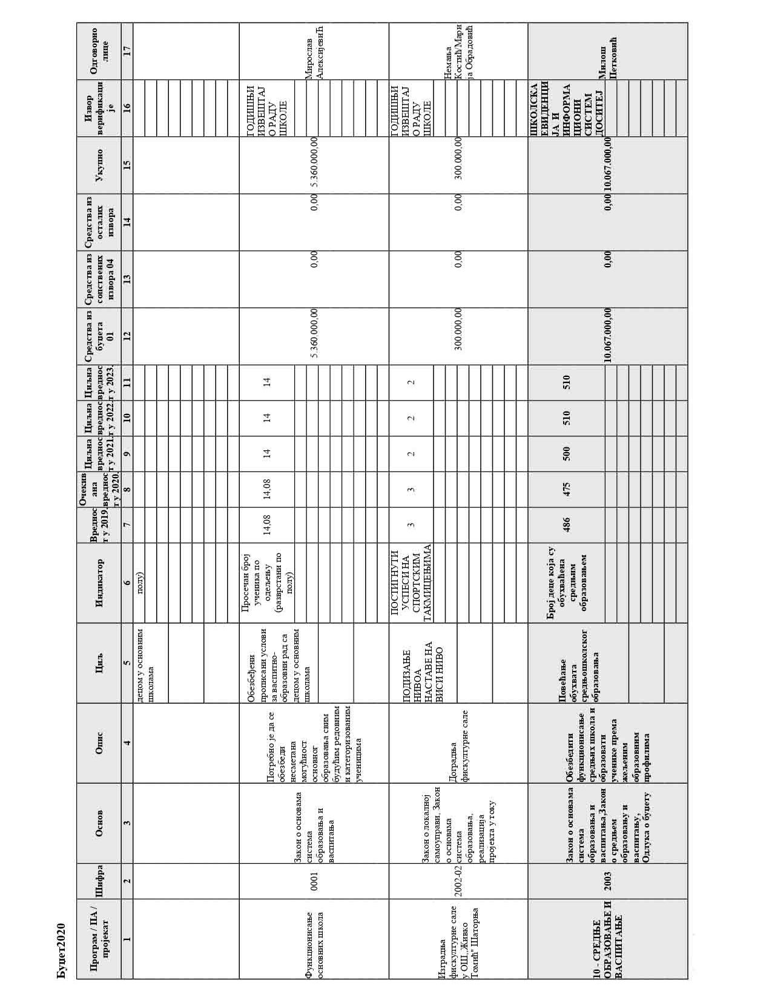 Буџет2020
Програм / ПА /
пројекат
Шифра
Основ
Опис
Циљ
Индикатор
Вреднос
т у 2019.
Очекив
ана
вреднос
т у 2020.
Циљна
вреднос
т у 2021.
Циљна
вреднос
т у 2022.
Циљна
вреднос
т у 2023.
Средства из
буџета
01
Средства из
сопствених
извора 04
Средства из
осталих
извора
Укупно
Извор
верификаци
је
Одговорно
лице
1
2
3
4
5
6
7
8
9
10
11
12
13
14
15
16
17
децом у основним
школама
полу)
Функционисање
основних школа
0001
Закон о основама
система
образовања и
васпитања
Потребно је да се
обезбеди
несметана
могућност
основног
образовања свим
будућим редовним
и категоризованим
ученицима
Обезбеђени
прописани услови
за васпитно-
образовни рад са
децом у основним
школама
Просечан број
ученика по
одељењу
(разврстани по
полу)
14,08
14,08
14
14
14
5.360.000,00
0,00
0,00
5.360.000,00
ГОДИШЊИ
ИЗВЕШТАЈ
О РАДУ
ШКОЛЕ
Мирослав
АлексијевиЋ
Изградња
фискултурне сале
у ОШ,,Живко
Томић" Шаторња
2002-02
Закон о локалној
самоуправи, Закон
о основама
система
образовања,
реализација
пројекта у току
Доградња
фискултурне сале
ПОДИЗАЊЕ
НИВОА
НАСТАВЕ НА
ВИСИ НИВО
ПОСТИГНУТИ
УСПЕСИ НА
СПОРТСКИМ
ТАКМИЦЕЊИМА
3
3
2
2
2
300.000,00
0,00
0,00
300.000,00
ГОДИШЊИ
ИЗВЕШТАЈ
О РАДУ
ШКОЛЕ
Немања
Костић/Мари
ја Обрадовић
10 - СРЕДЊЕ
ОБРАЗОВАЊЕ И
ВАСПИТАЊЕ
2003
Закон о основама
система
образовања и
васпитања,Закон
о средњем
образовању и
васпитању,
Одлука о буџету
Обезбедити
функционисање
средњих школа и
образовати
ученике према
жељеним
образовним
профилима
Повећање
обухвата
средњошколског
образовања
Број деце која су
обухваћена
средњим
образовањем
486
475
500
510
510
10.067.000,00
0,00
0,00
10.067.000,00
ШКОЛСКА
ЕВИДЕНЦИ
ЈА И
ИНФОРМА
ЦИОНИ
СИСТЕМ
ДОСИТЕЈ
Милош
Петковић